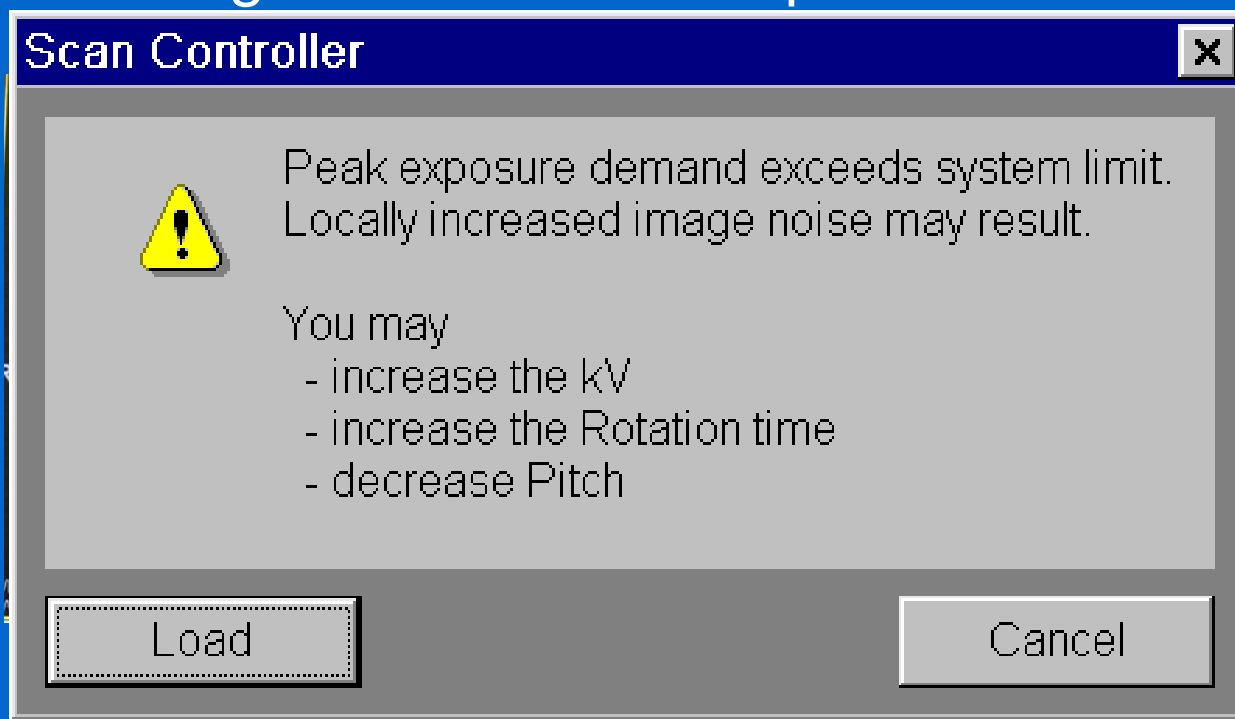 Scan Controller
Peak exposure demand exceeds system limit.
Locally increased image noise may result.
You may
- increase the kV
- increase the Rotation time
- decrease Pitch
Load
Cancel